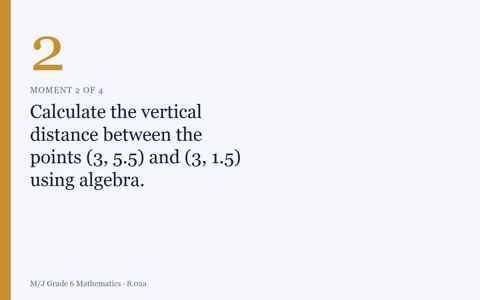 2
MOMENT 2 OF 4
Calculate the vertical
distance between the
points (3, 5.5) and (3, 1.5)
using algebra.
M/J Grade 6 Mathematics · 8.02a